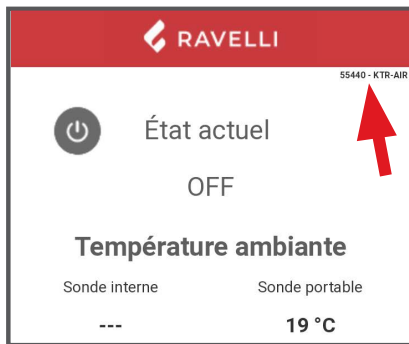 RAVELLI
55440 - KTR-AIR
État actuel
OFF
Température ambiante
Sonde interne Sonde portable
--- 19 °C